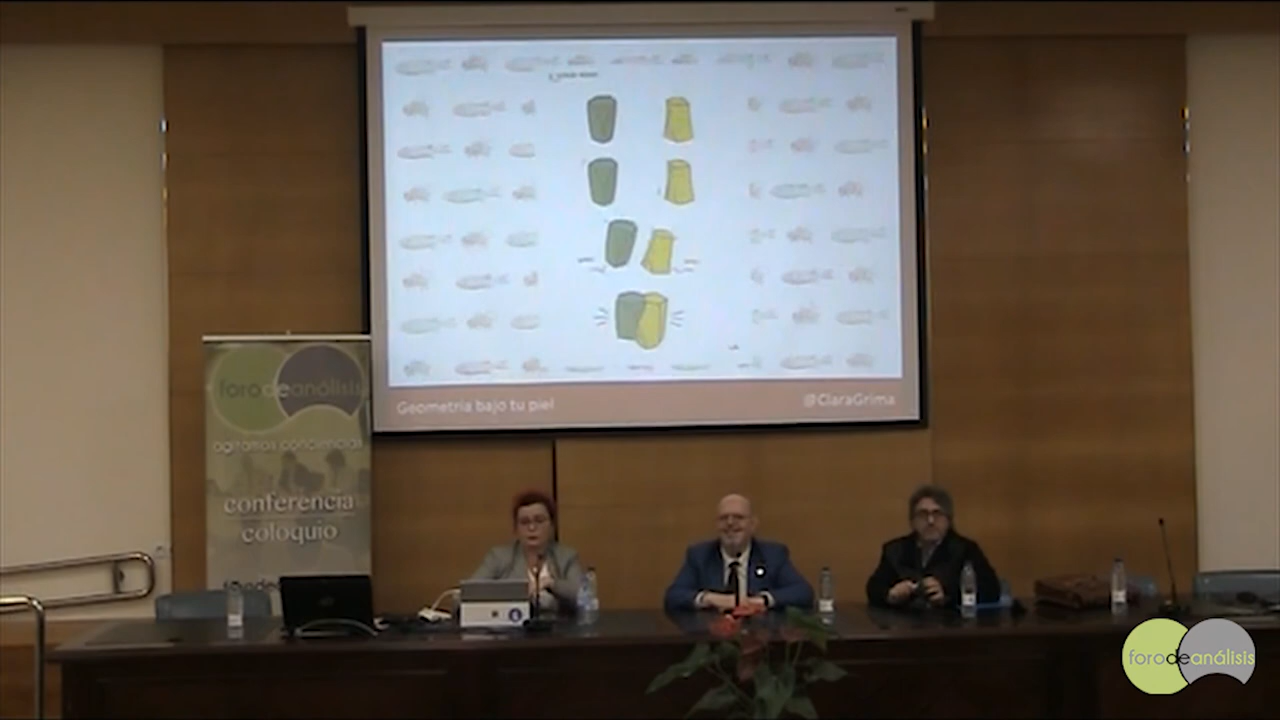 Geometría bajo tu piel
@ClaraGrima
forodeanálisis
agitamos conciencias
conferencia
coloquio
forodeanálisis